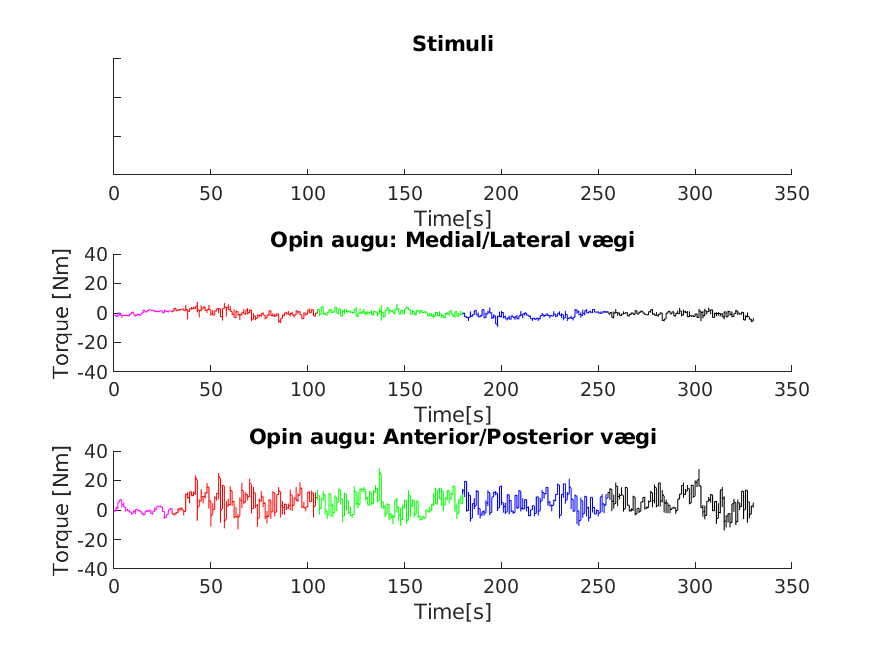 Stimuli
0 50 100 150 200 250 300 350
Time[s]
Opin augu: Medial/Lateral vægi
Torque [Nm]
40
20
0
-20
-40
0 50 100 150 200 250 300 350
Time[s]
Opin augu: Anterior/Posterior vægi
Torque [Nm]
40
20
0
-20
-40
0 50 100 150 200 250 300 350
Time[s]